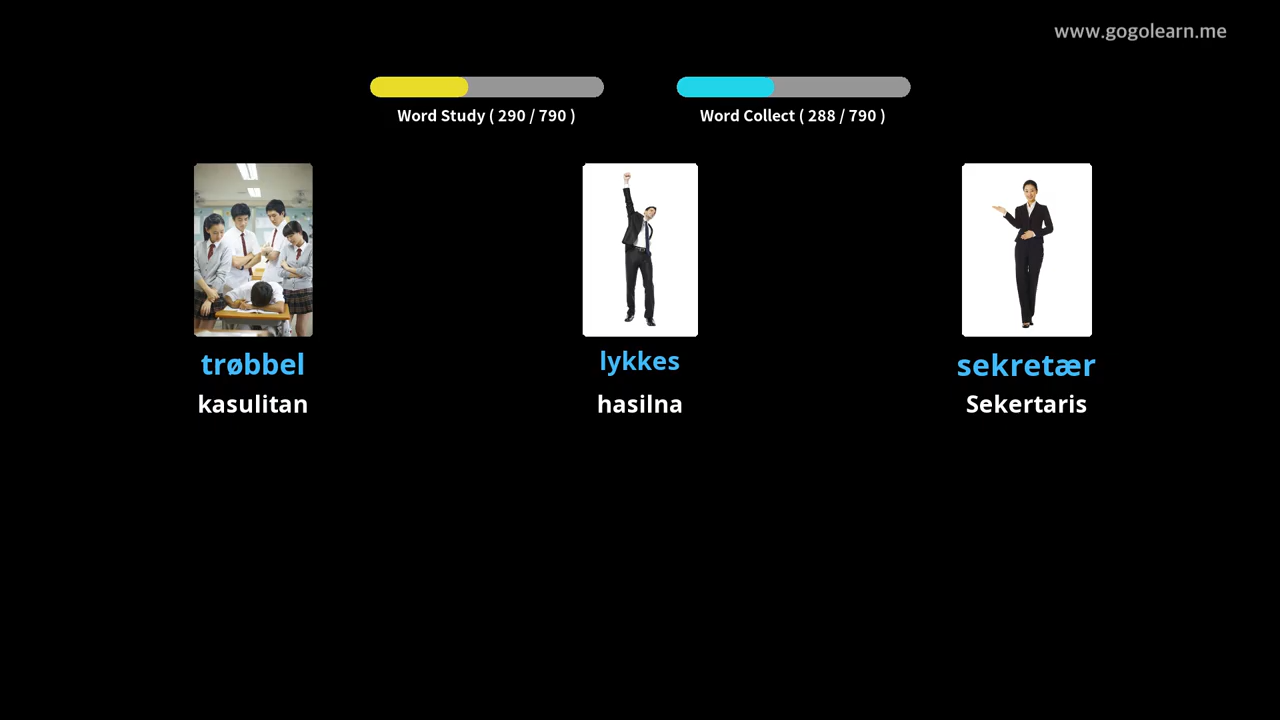 www.gogolearn.me
Word Study ( 290 / 790 )
Word Collect ( 288 / 790 )
trøbbel
kasulitan
lykkes
hasilna
sekretær
Sekertaris